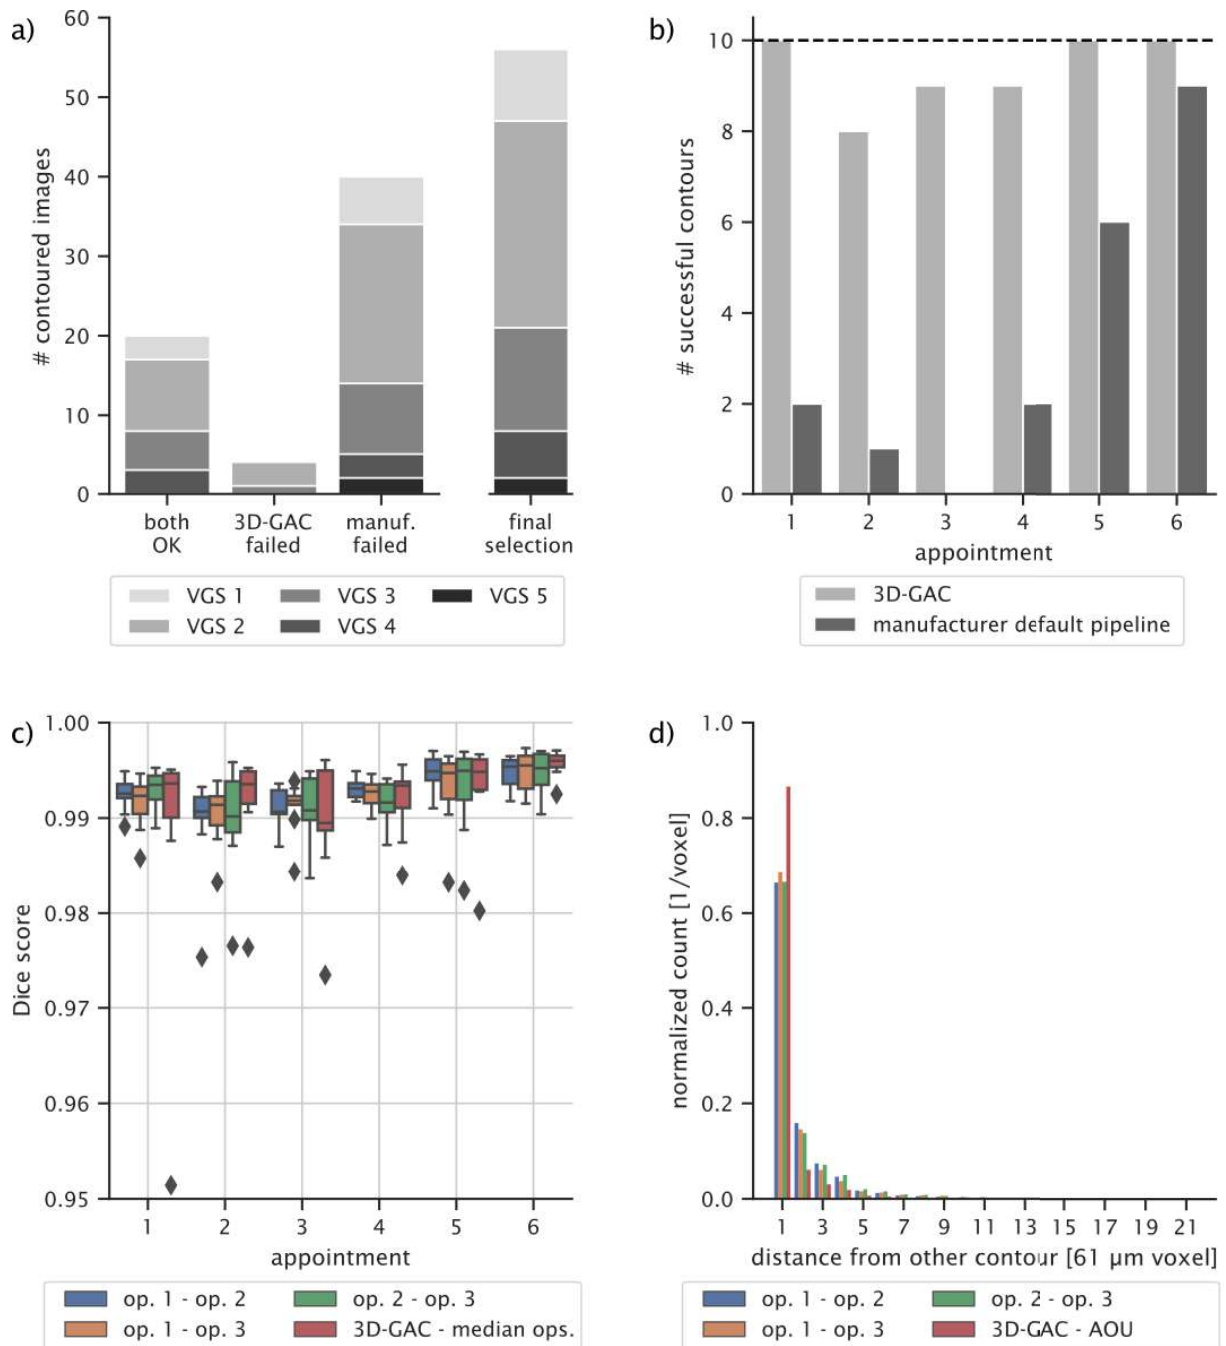 a)
60
50
40
30
20
10
0
# contoured images
both OK
3D-GAC failed
manuf. failed
final selection
VGS 1
VGS 3
VGS 5
VGS 2
VGS 4
b)
10
8
6
4
2
0
# successful contours
1 2 3 4 5 6
appointment
3D-GAC
manufacturer default pipeline
c)
1.00
0.99
0.98
0.97
0.96
0.95
Dice score
1 2 3 4 5 6
appointment
op. 1 - op. 2
op. 2 - op. 3
op. 1 - op. 3
3D-GAC - median ops.
d)
1.0
0.8
0.6
0.4
0.2
0.0
normalized count [1/voxel]
1 3 5 7 9 11 13 15 17 19 21
distance from other contour [61 µm voxel]
op. 1 - op. 2
op. 2 - op. 3
op. 1 - op. 3
3D-GAC - AOU